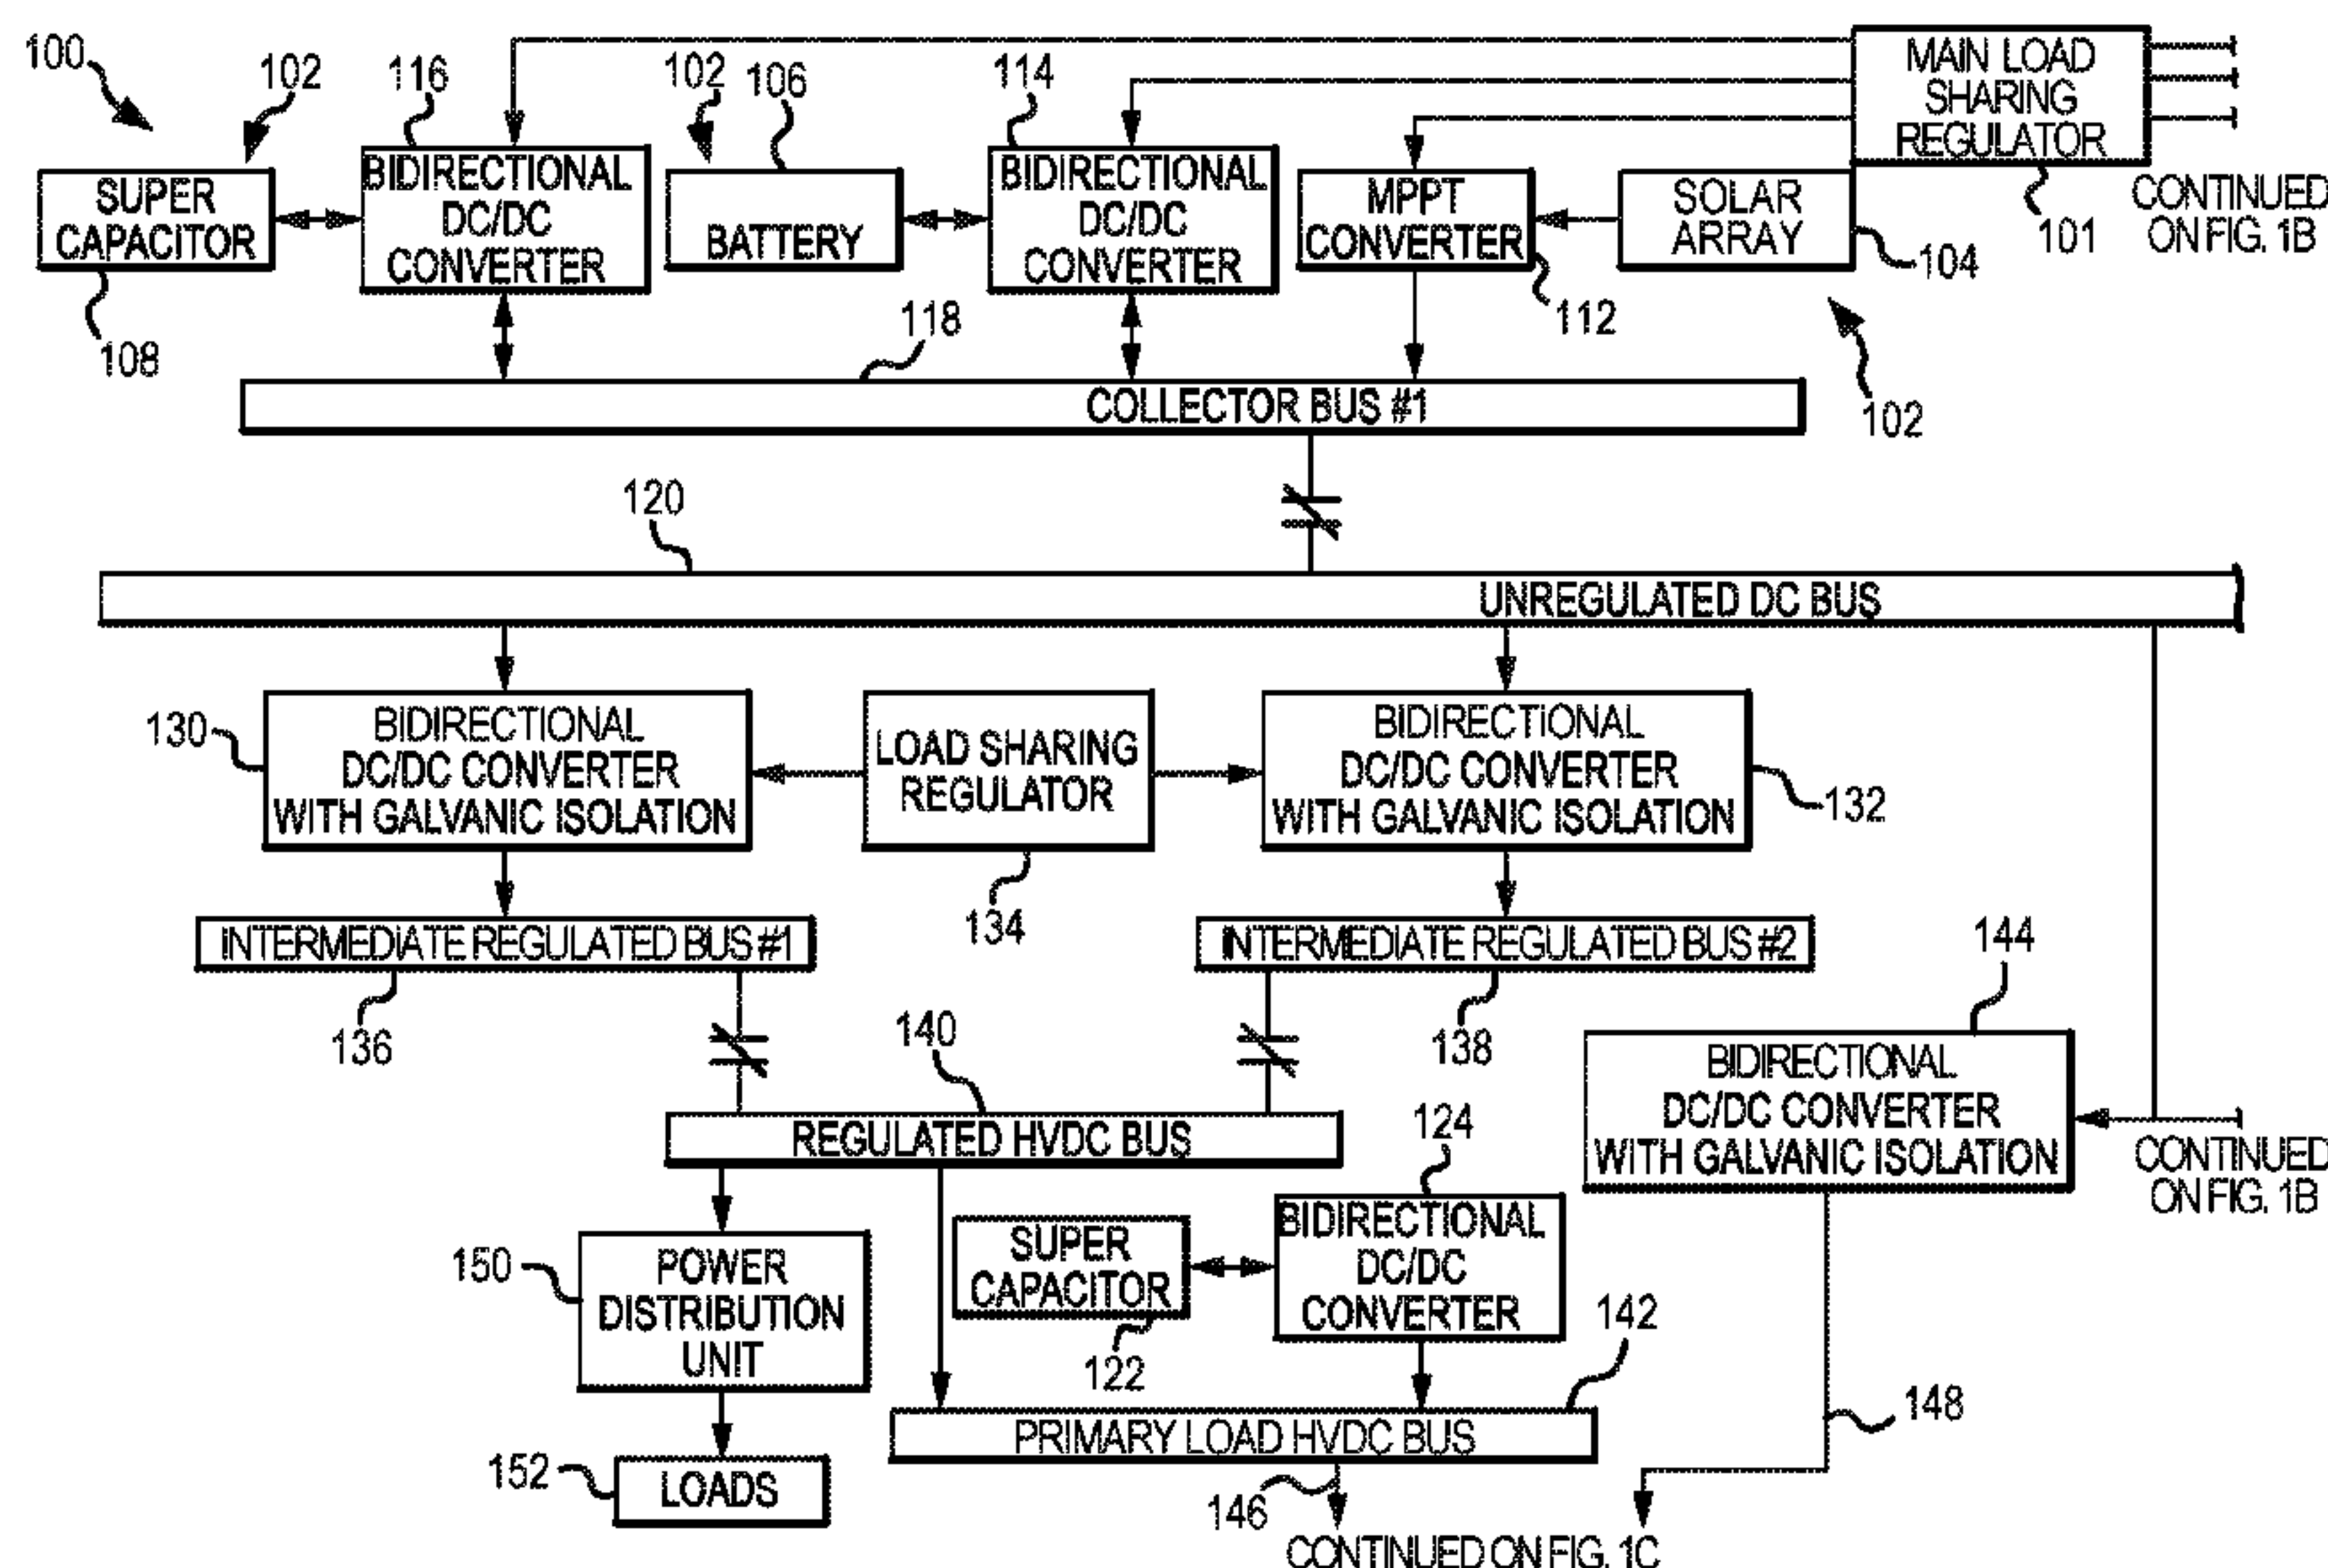 100
102
116
102
106
114
MAIN LOAD
SHARING
REGULATOR
101
CONTINUED
ON FIG. 1B
SUPER
CAPACITOR
108
BIDIRECTIONAL
DC/DC
CONVERTER
BATTERY
BIDIRECTIONAL
DC/DC
CONVERTER
MPPT
CONVERTER
112
SOLAR
ARRAY
104
102
118
COLLECTOR BUS #1
120
UNREGULATED DC BUS
130
BIDIRECTIONAL
DC/DC CONVERTER
WITH GALVANIC ISOLATION
LOAD SHARING
REGULATOR
134
BIDIRECTIONAL
DC/DC CONVERTER
WITH GALVANIC ISOLATION
132
INTERMEDIATE REGULATED BUS #1
136
INTERMEDIATE REGULATED BUS #2
138
144
140
REGULATED HVDC BUS
124
BIDIRECTIONAL
DC/DC CONVERTER
WITH GALVANIC ISOLATION
CONTINUED
ON FIG. 1B
150
POWER
DISTRIBUTION
UNIT
SUPER
CAPACITOR
122
BIDIRECTIONAL
DC/DC
CONVERTER
142
148
PRIMARY LOAD HVDC BUS
152
LOADS
146
CONTINUED ON FIG. 1C